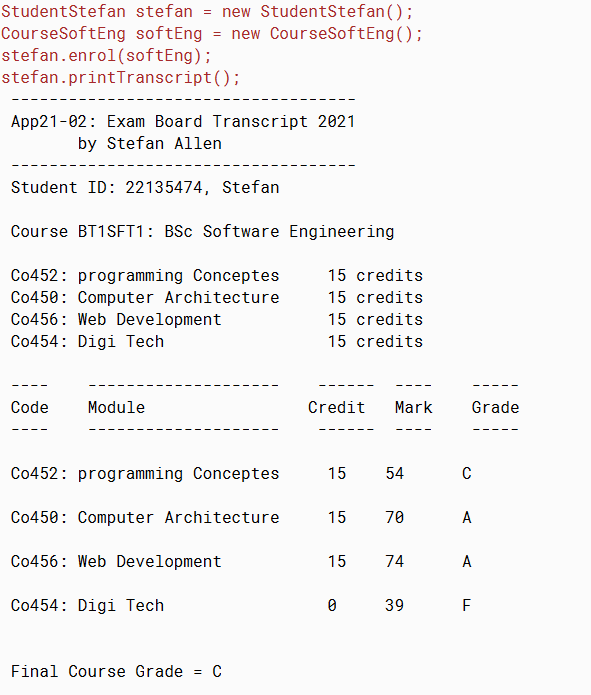 StudentStefan stefan = new StudentStefan();
CourseSoftEng softEng = new CourseSoftEng();
stefan.enrol(softEng);
stefan.printTranscript();
------------------------------------
App21-02: Exam Board Transcript 2021
       by Stefan Allen
------------------------------------
Student ID: 22135474, Stefan
Course BT1SFT1: BSc Software Engineering
Co452: programming Conceptes     15 credits
Co450: Computer Architecture     15 credits
Co456: Web Development           15 credits
Co454: Digi Tech                 15 credits
----    --------------------    ------  ----    -----
Code    Module                 Credit   Mark    Grade
----    --------------------    ------  ----    -----
Co452: programming Conceptes     15    54      C
Co450: Computer Architecture     15    70      A
Co456: Web Development           15    74      A
Co454: Digi Tech                 0     39      F
Final Course Grade = C